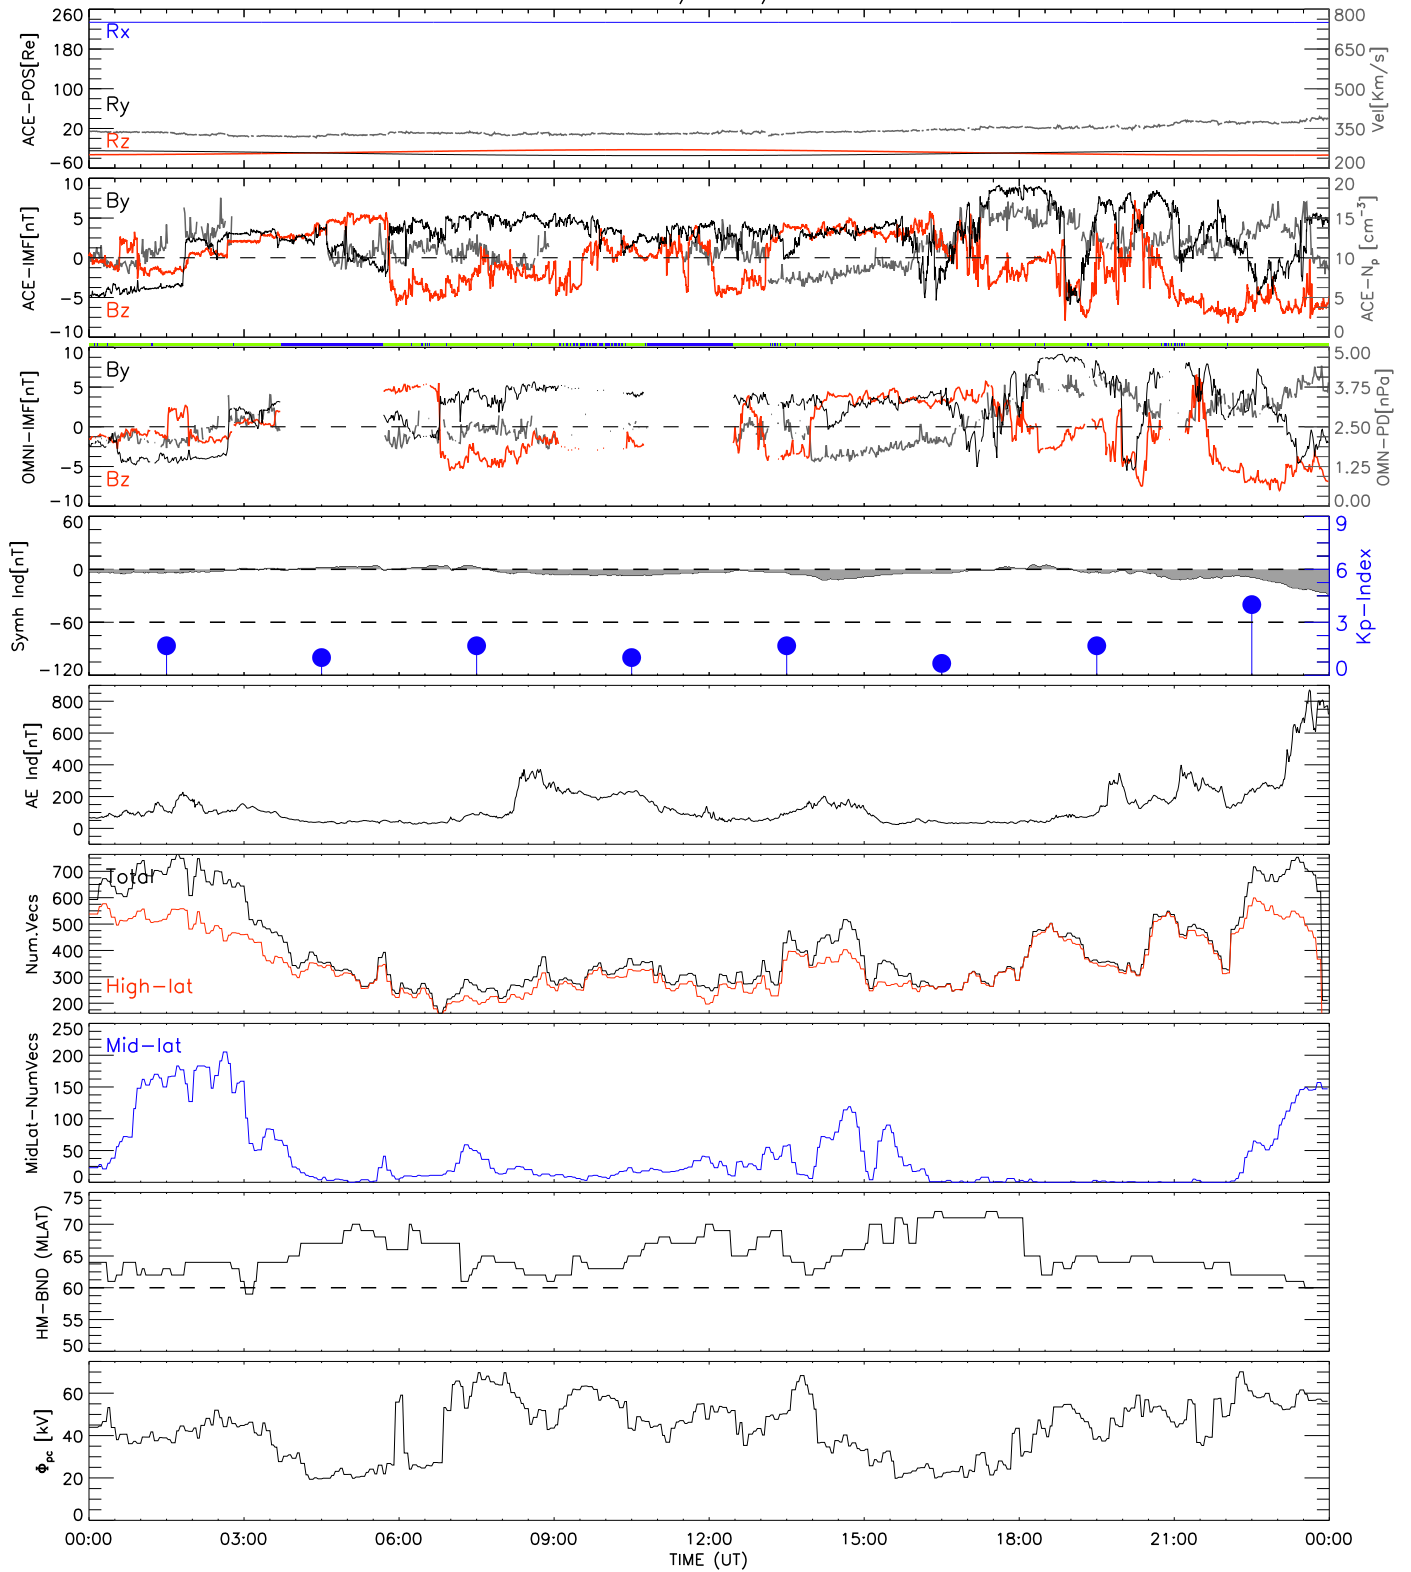 260
180
100
20
−60
ACE−POS[Re]
Rx
Ry
Rz
800
650
500
350
200
Vel[Km/s]
10
5
0
−5
−10
ACE−IMF[nT]
By
Bz
20
15
10
5
0
ACE−Np [cm−3]
10
5
0
−5
−10
OMNI−IMF[nT]
By
Bz
5.00
3.75
2.50
1.25
0.00
OMN−PD[nPa]
60
0
−60
−120
Symh Ind[nT]
9
6
3
0
Kp−Index
800
600
400
200
0
AE Ind[nT]
700
600
500
400
300
200
Num.Vecs
Total
High−lat
250
200
150
100
50
0
MidLat−NumVecs
Mid−lat
75
70
65
60
55
50
HM−BND (MLAT)
60
40
20
0
Φpc [kV]
00:00 03:00 06:00 09:00 12:00 15:00 18:00 21:00 00:00
TIME (UT)